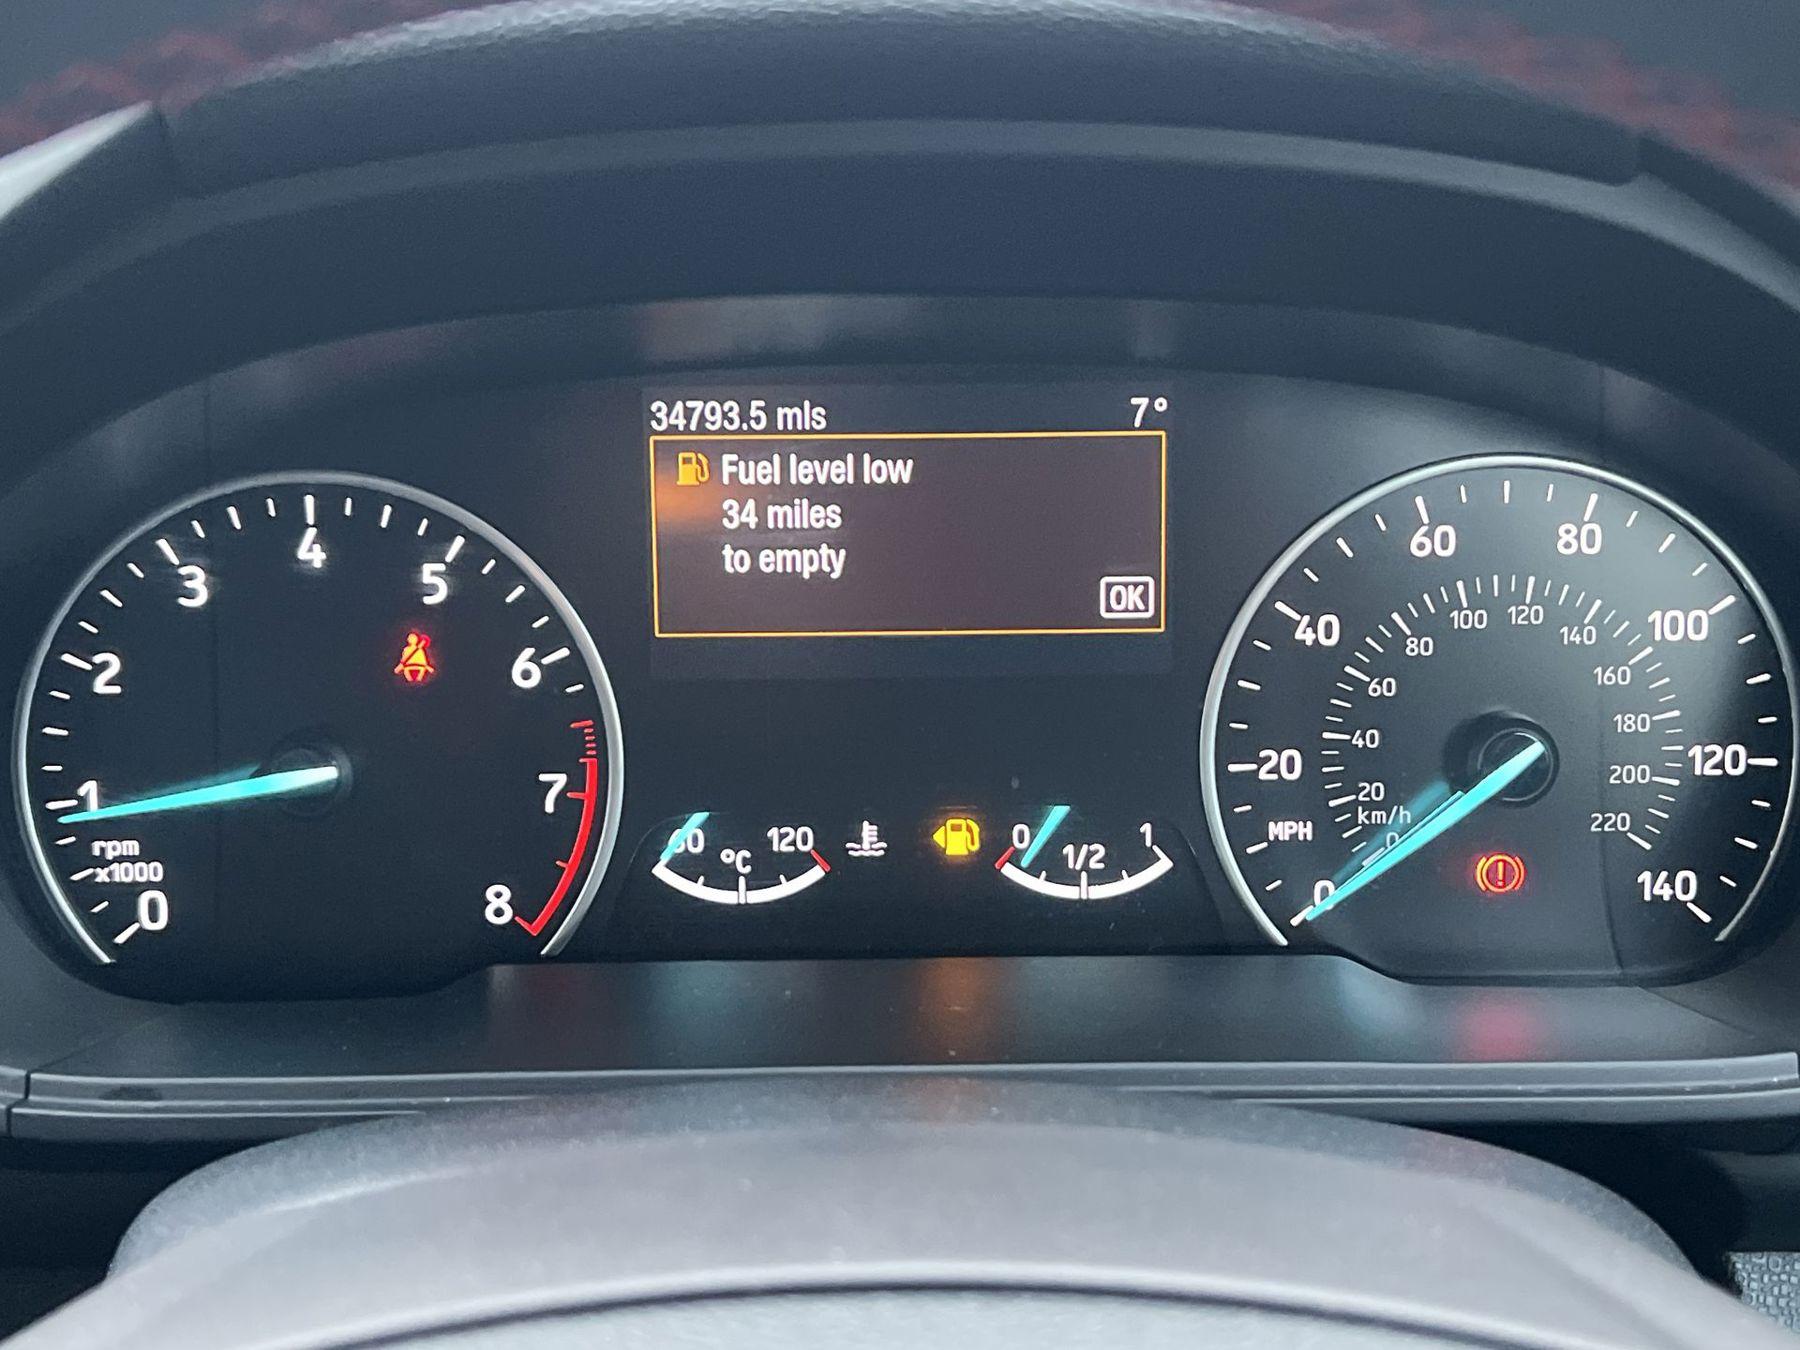 34793.5 mls 7°
Fuel level low
34 miles
to empty
OK
0 1 2 3 4 5 6 7 8
rpm
x1000
60 120
°C
0 1/2 1
0 20 40 60 80 100 120 140
MPH
0 20 40 60 80 100 120 140 160 180 200 220
km/h